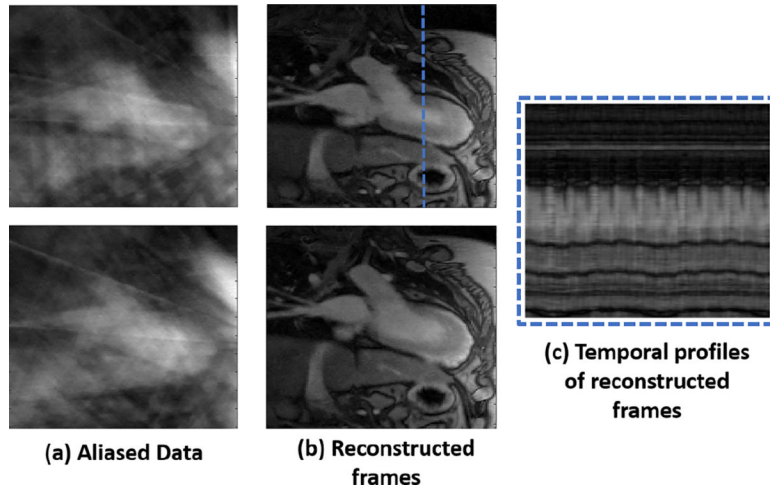 (a) Aliased Data
(b) Reconstructed
frames
(c) Temporal profiles
of reconstructed
frames